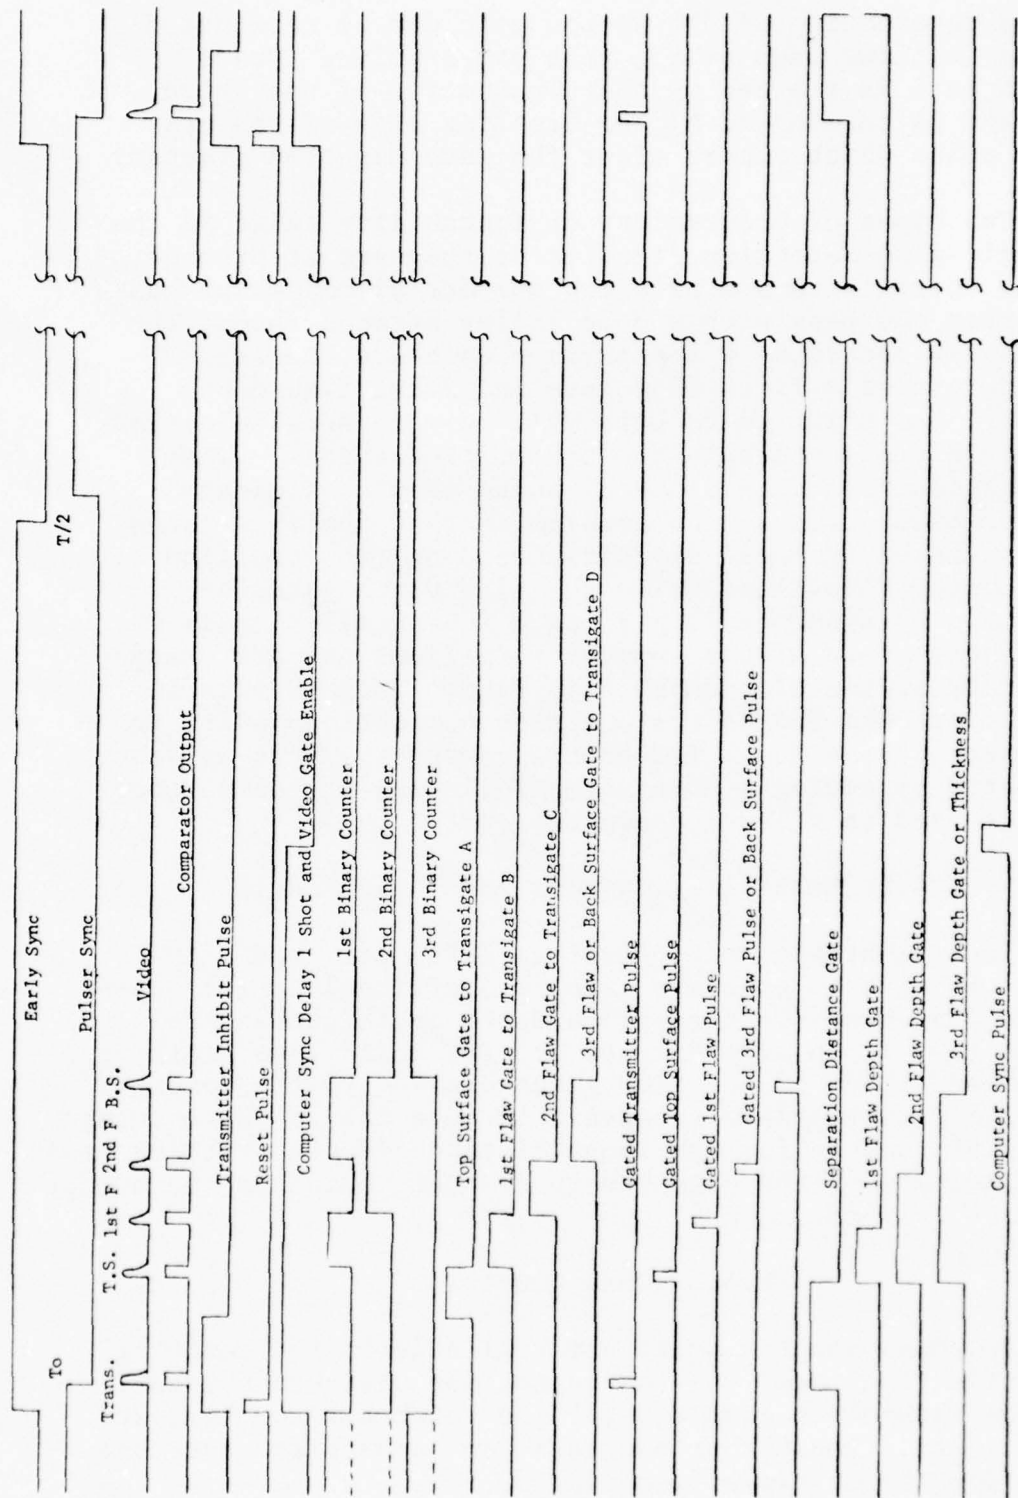 Early Sync
To
T/2
Pulser Sync
Trans. T.S. 1st F 2nd F B.S. Video
Comparator Output
Transmitter Inhibit Pulse
Reset Pulse
Computer Sync Delay 1 Shot and Video Gate Enable
1st Binary Counter
2nd Binary Counter
3rd Binary Counter
Top Surface Gate to Transigate A
1st Flaw Gate to Transigate B
2nd Flaw Gate to Transigate C
3rd Flaw or Back Surface Gate to Transigate D
Gated Transmitter Pulse
Gated Top Surface Pulse
Gated 1st Flaw Pulse
Gated 3rd Flaw Pulse or Back Surface Pulse
Separation Distance Gate
1st Flaw Depth Gate
2nd Flaw Depth Gate
3rd Flaw Depth Gate or Thickness
Computer Sync Pulse